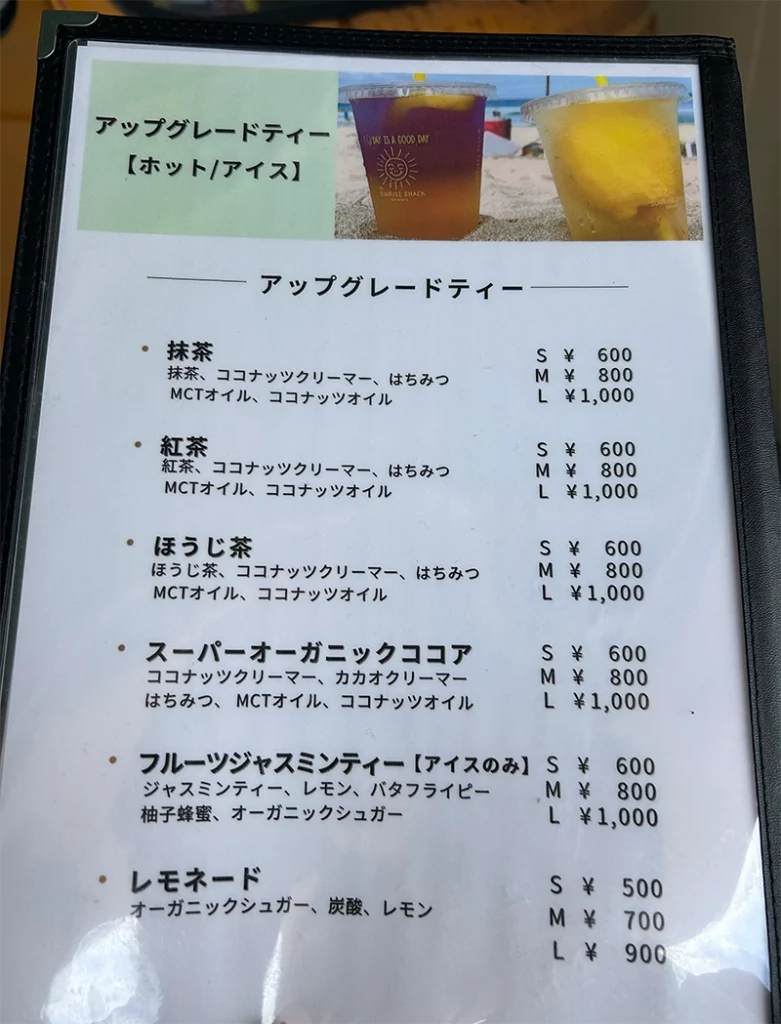 アップグレードティー
【ホット/アイス】
DAY IS A GOOD DAY
SUNRISE SHACK
アップグレードティー
• 抹茶 S ¥ 600
抹茶、ココナッツクリーマー、はちみつ M ¥ 800
MCTオイル、ココナッツオイル L ¥1,000
• 紅茶 S ¥ 600
紅茶、ココナッツクリーマー、はちみつ M ¥ 800
MCTオイル、ココナッツオイル L ¥1,000
• ほうじ茶 S ¥ 600
ほうじ茶、ココナッツクリーマー、はちみつ M ¥ 800
MCTオイル、ココナッツオイル L ¥1,000
• スーパーオーガニックココア S ¥ 600
ココナッツクリーマー、カカオクリーマー M ¥ 800
はちみつ、 MCTオイル、ココナッツオイル L ¥1,000
• フルーツジャスミンティー【アイスのみ】 S ¥ 600
ジャスミンティー、レモン、バタフライピー M ¥ 800
柚子蜂蜜、オーガニックシュガー L ¥1,000
• レモネード S ¥ 500
オーガニックシュガー、炭酸、レモン M ¥ 700
L ¥ 900